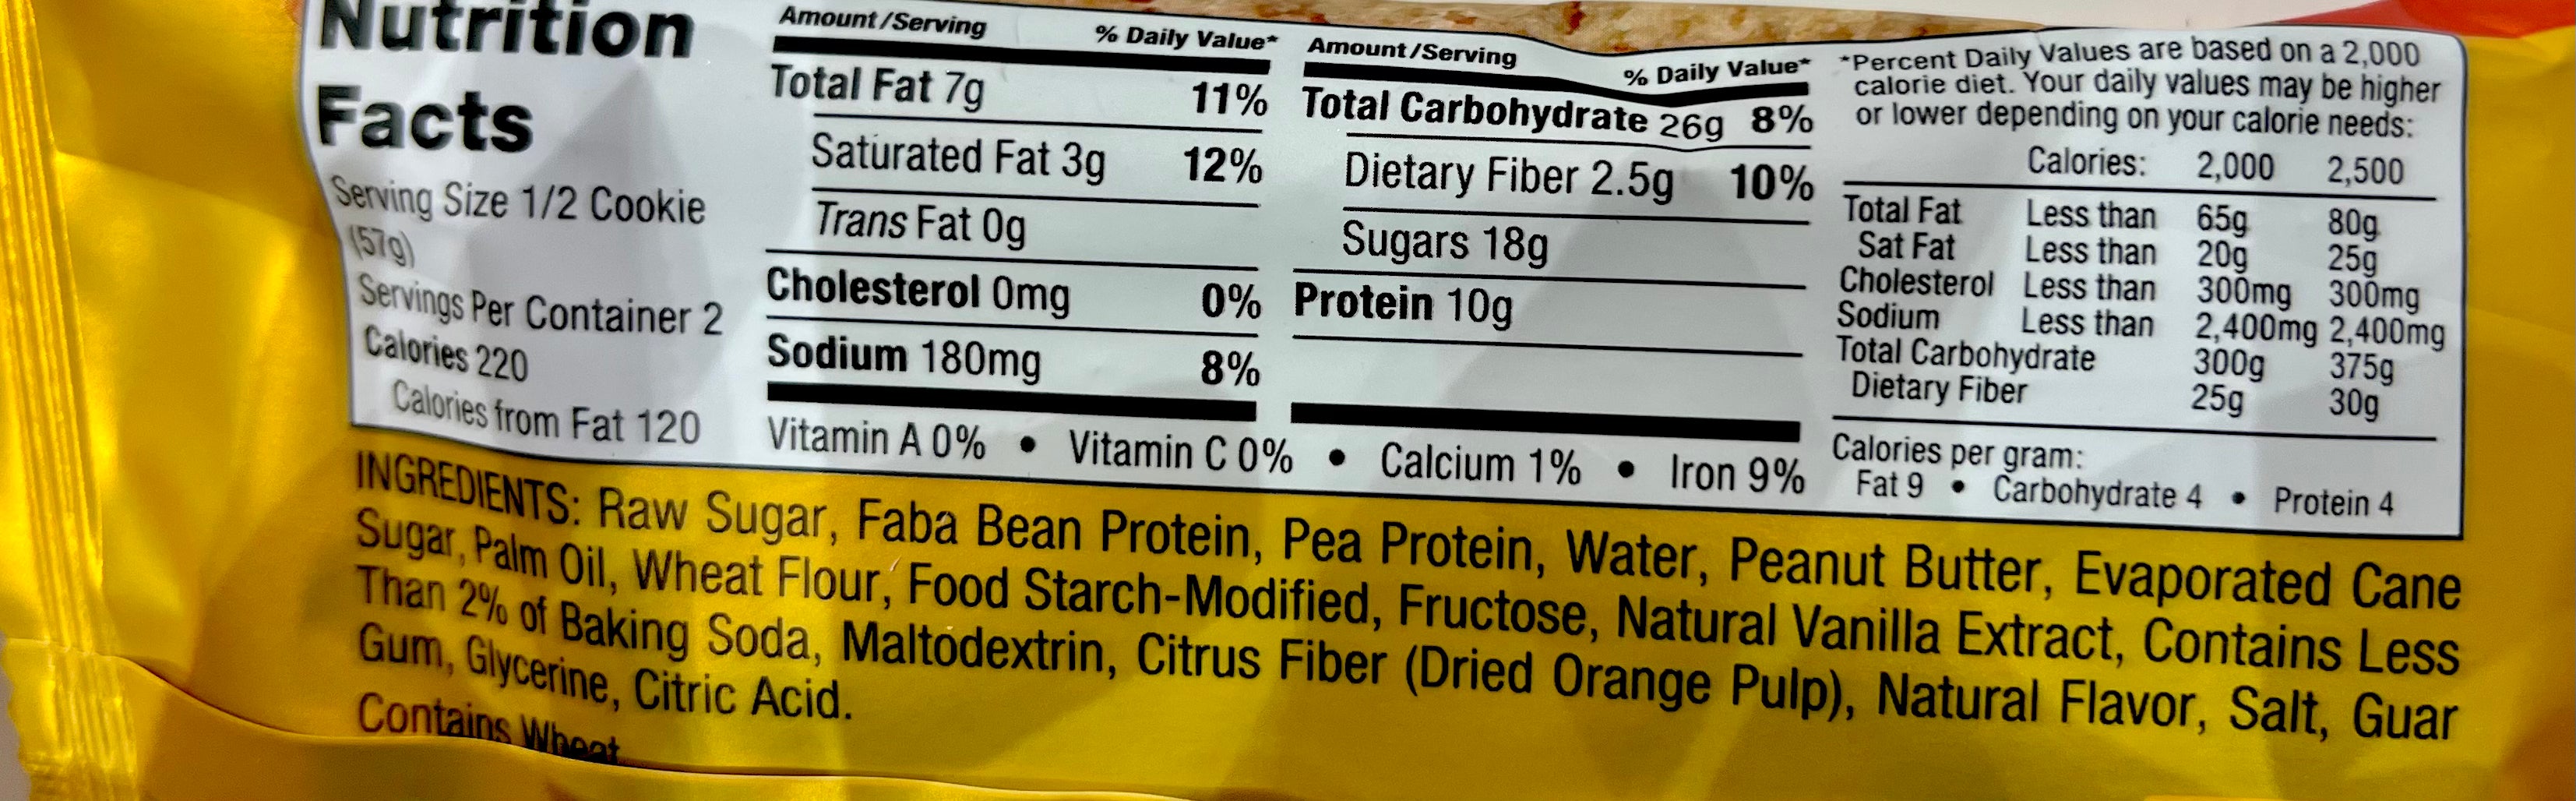 Nutrition
Facts
Serving Size 1/2 Cookie
(57g)
Servings Per Container 2
Calories 220
Calories from Fat 120
Amount/Serving % Daily Value*
Total Fat 7g 11%
Saturated Fat 3g 12%
Trans Fat 0g
Cholesterol 0mg 0%
Sodium 180mg 8%
Amount/Serving % Daily Value*
Total Carbohydrate 26g 8%
Dietary Fiber 2.5g 10%
Sugars 18g
Protein 10g
Vitamin A 0% • Vitamin C 0% • Calcium 1% • Iron 9%
*Percent Daily Values are based on a 2,000
calorie diet. Your daily values may be higher
or lower depending on your calorie needs:
Calories: 2,000 2,500
Total Fat Less than 65g 80g
Sat Fat Less than 20g 25g
Cholesterol Less than 300mg 300mg
Sodium Less than 2,400mg 2,400mg
Total Carbohydrate 300g 375g
Dietary Fiber 25g 30g
Calories per gram:
Fat 9 • Carbohydrate 4 • Protein 4
INGREDIENTS: Raw Sugar, Faba Bean Protein, Pea Protein, Water, Peanut Butter, Evaporated Cane
Sugar, Palm Oil, Wheat Flour, Food Starch-Modified, Fructose, Natural Vanilla Extract, Contains Less
Than 2% of Baking Soda, Maltodextrin, Citrus Fiber (Dried Orange Pulp), Natural Flavor, Salt, Guar
Gum, Glycerine, Citric Acid.
Contains Wheat